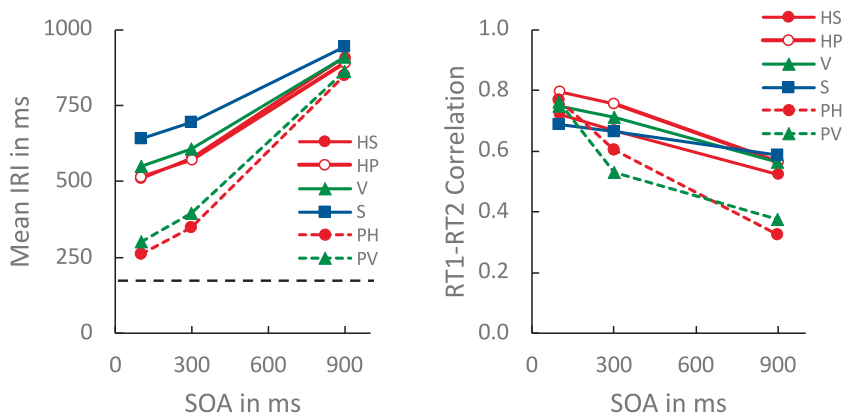 1000
750
500
250
0
Mean IRI in ms
0 300 600 900
SOA in ms
HS
HP
V
S
PH
PV
1.0
0.8
0.6
0.4
0.2
0.0
RT1-RT2 Correlation
0 300 600 900
SOA in ms
HS
HP
V
S
PH
PV